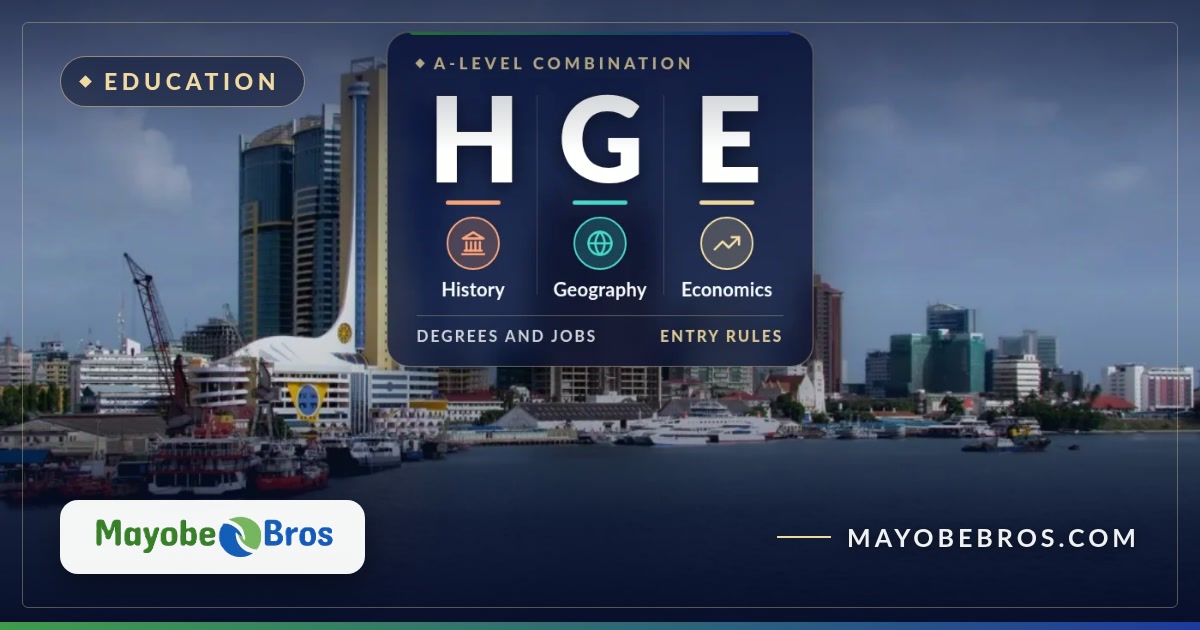 EDUCATION
A-LEVEL COMBINATION
H G E
History Geography Economics
DEGREES AND JOBS ENTRY RULES
Mayobe Bros
MAYOBEBROS.COM